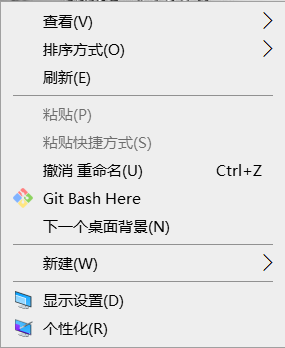 查看(V)
排序方式(O)
刷新(E)
粘贴(P)
粘贴快捷方式(S)
撤消 重命名(U) Ctrl+Z
Git Bash Here
下一个桌面背景(N)
新建(W)
显示设置(D)
个性化(R)